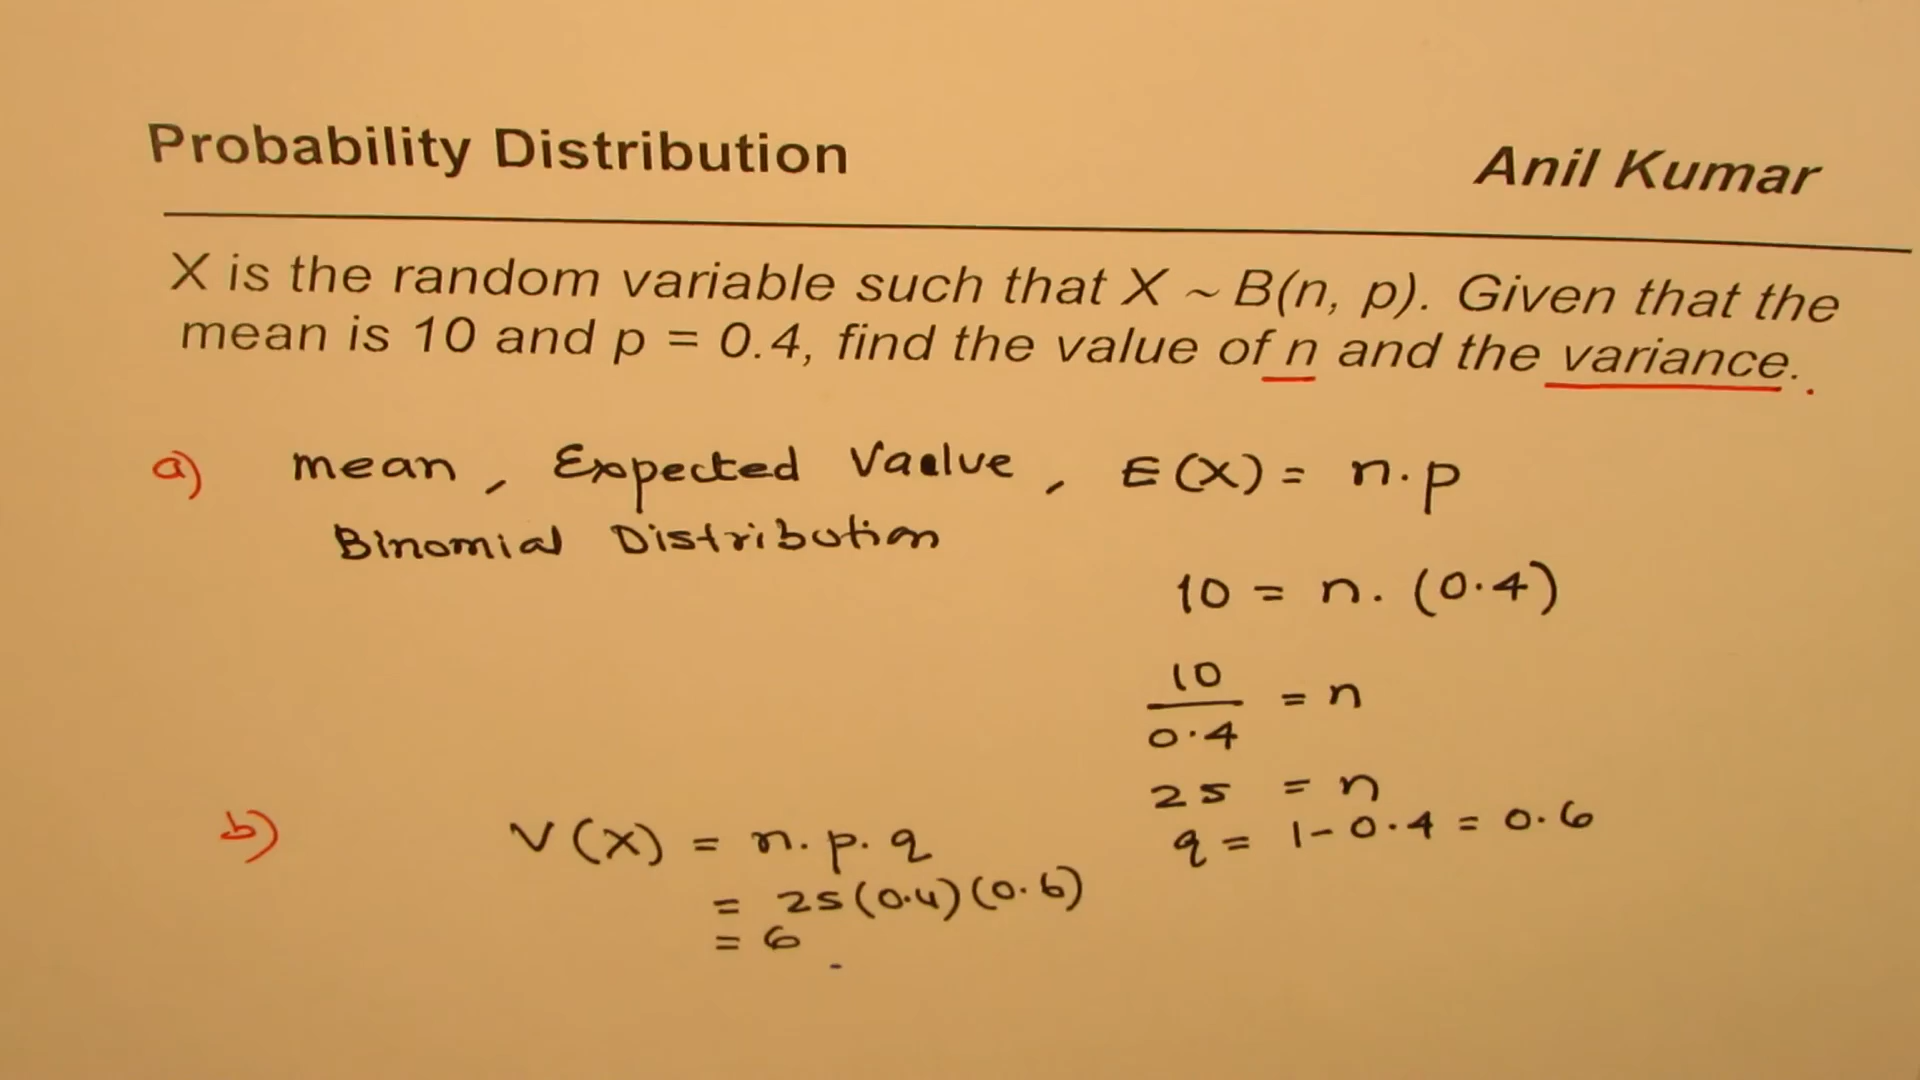 Probability Distribution Anil Kumar
X is the random variable such that X ~ B(n, p). Given that the
mean is 10 and p = 0.4, find the value of n and the variance.
a) mean, Expected Vaalue, E(X) = n.p
Binomial Distribution
10 = n. (0.4)
10
0.4
= n
25 = n
q = 1-0.4 = 0.6
b) V(X) = n.p.q
= 25(0.4)(0.6)
= 6